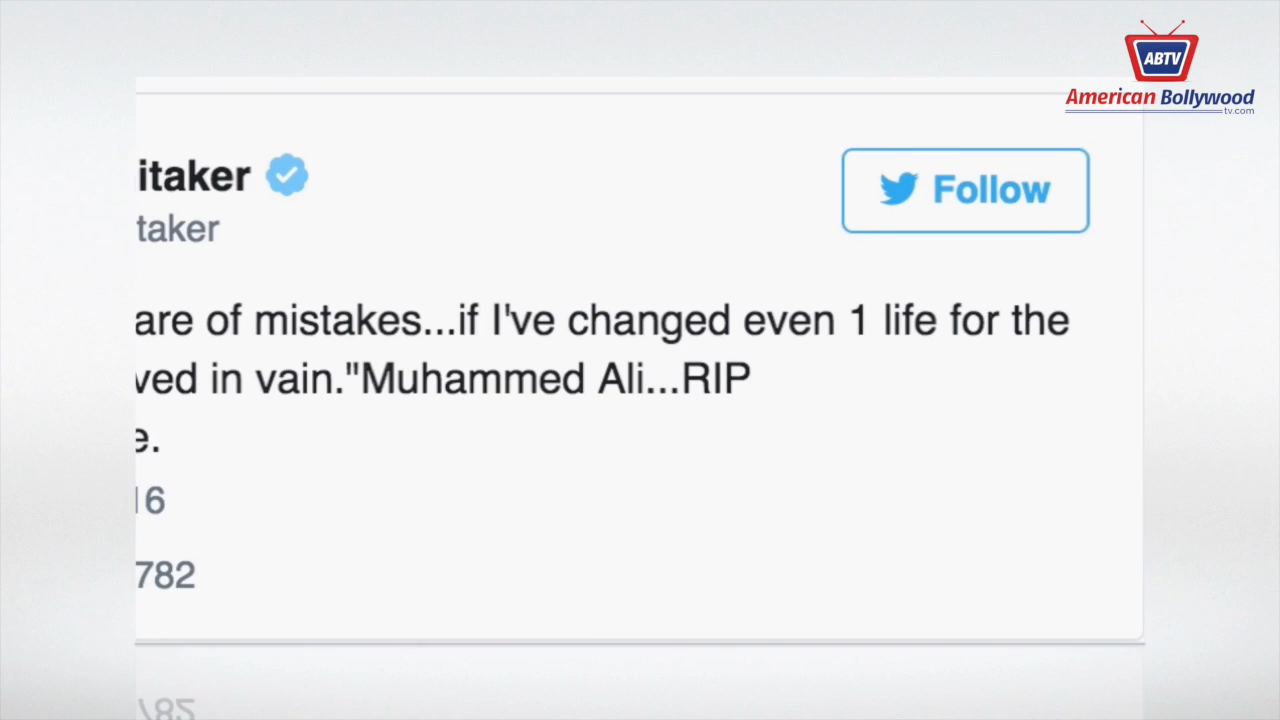 ABTV
American Bollywood
tv.com
itaker
taker
Follow
are of mistakes...if I've changed even 1 life for the
ved in vain."Muhammed Ali...RIP
e.
16
782
782